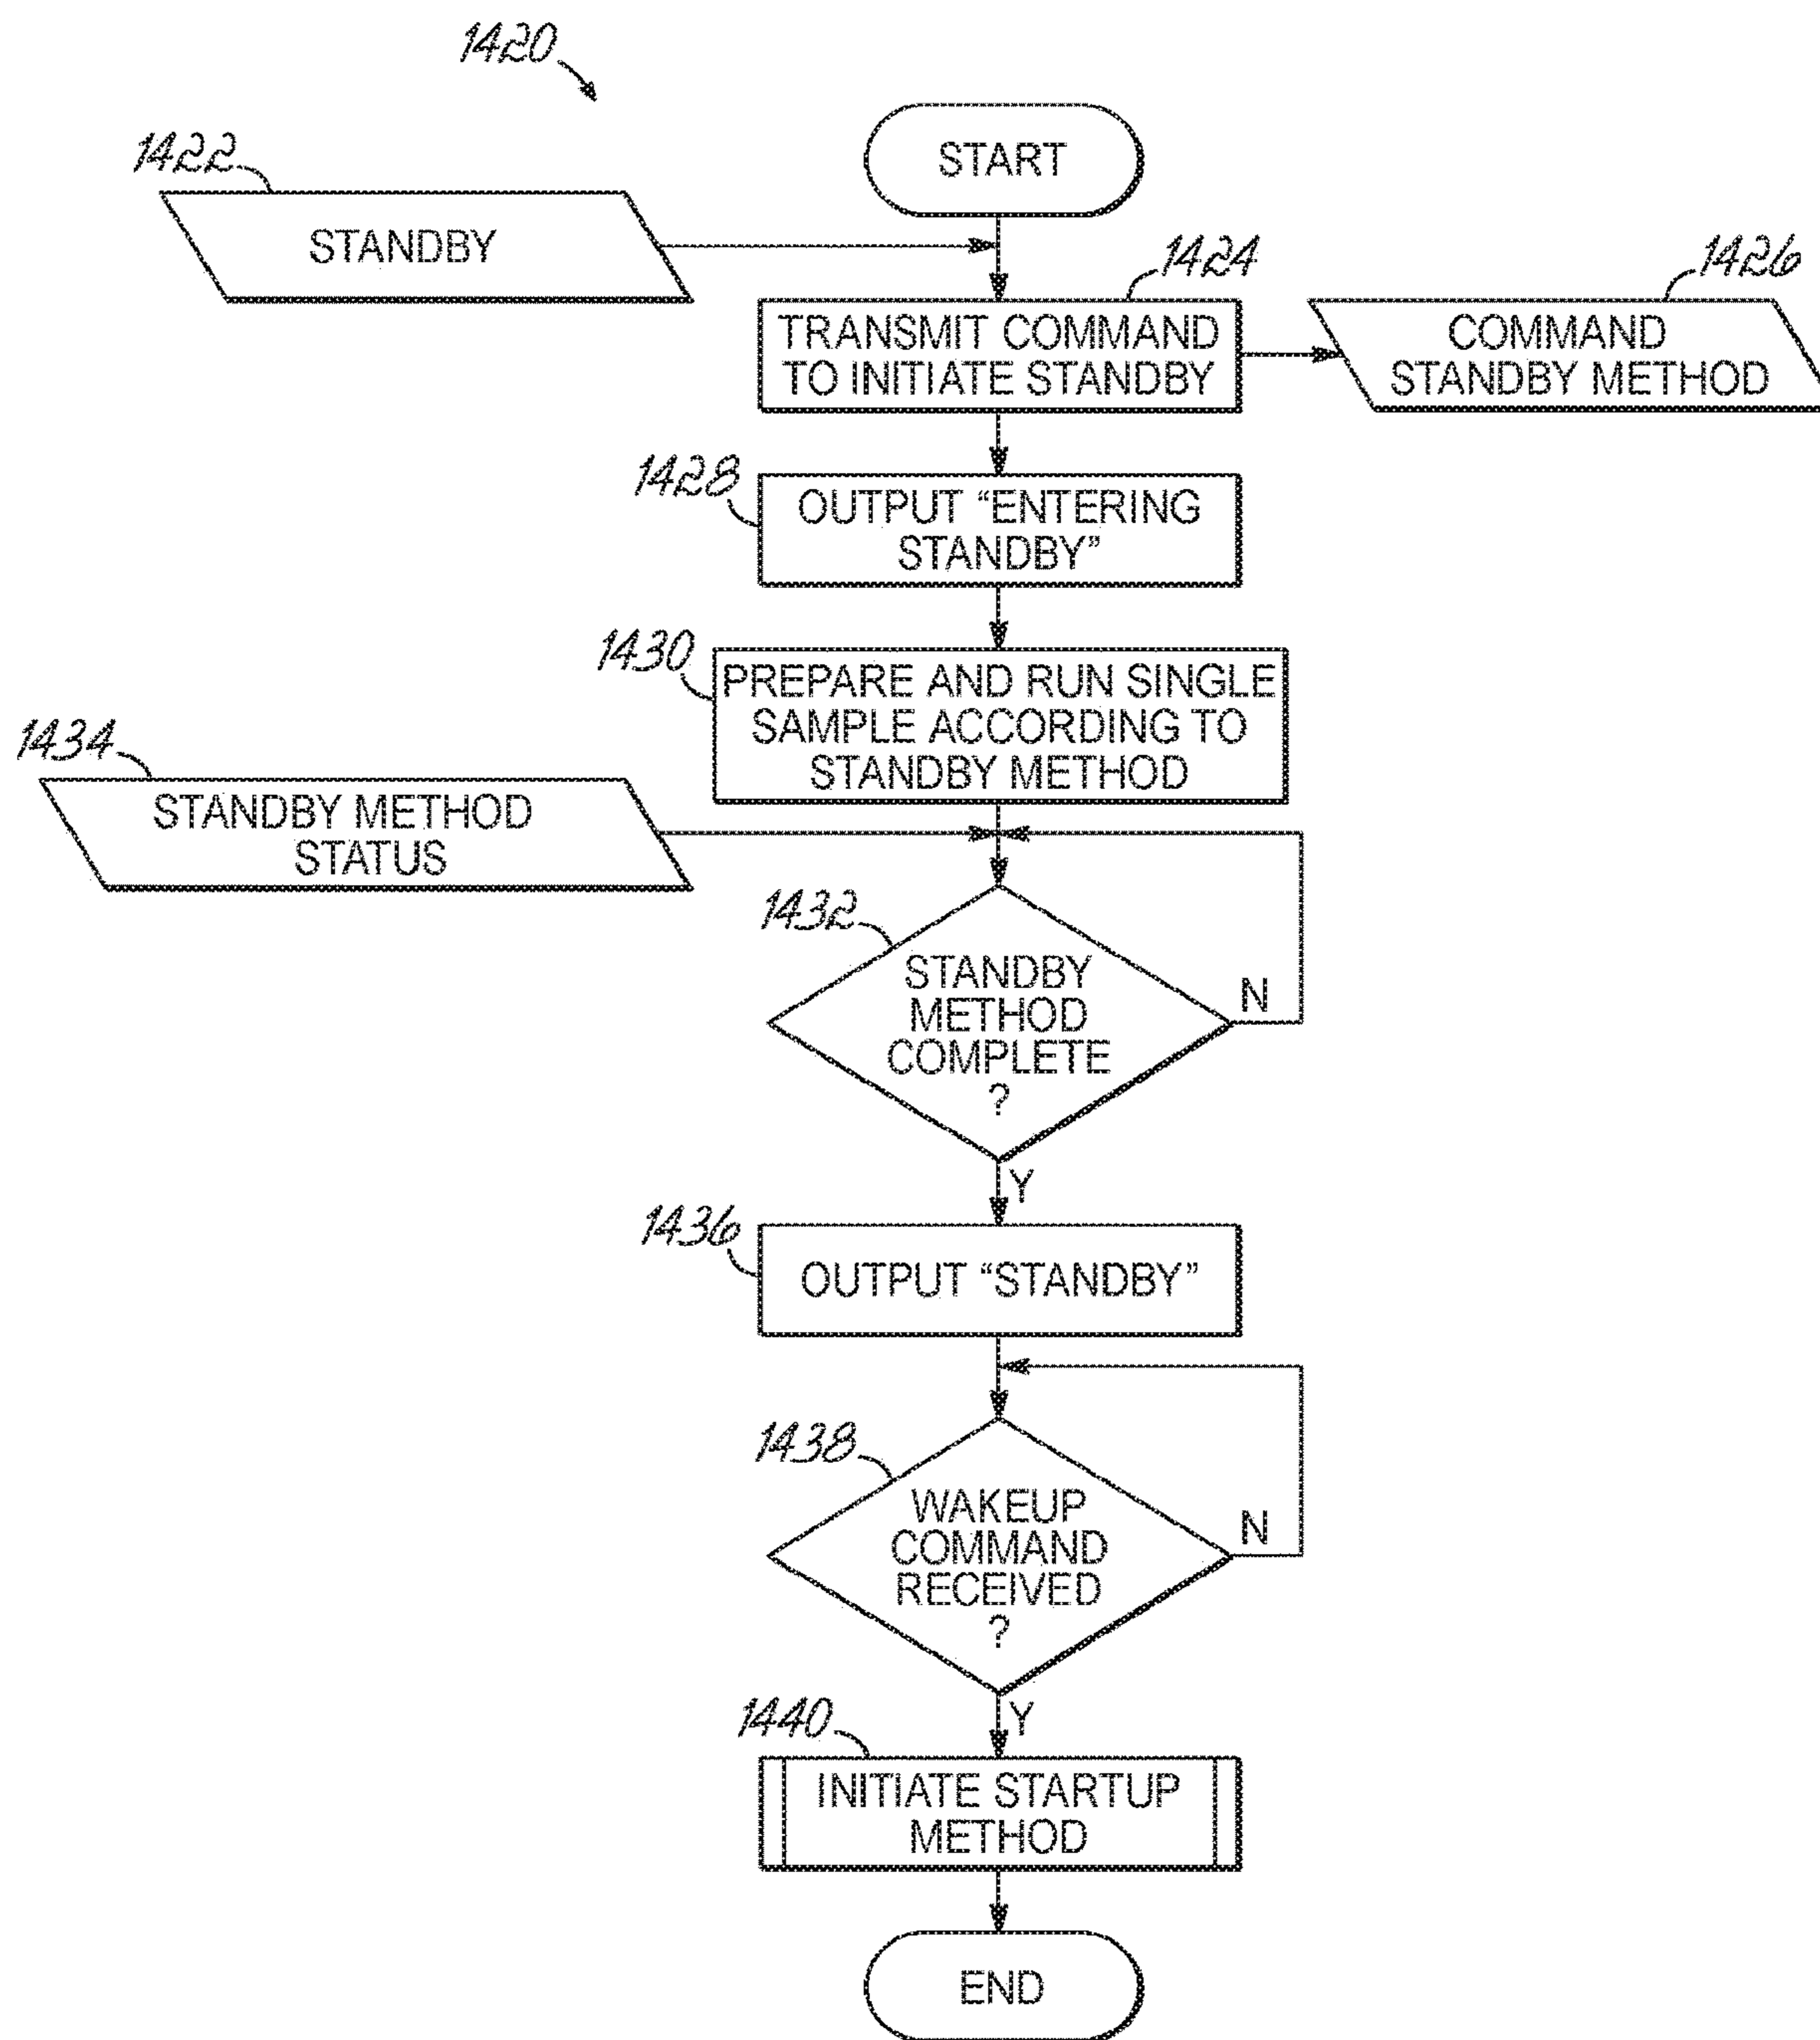 1420
START
1422
STANDBY
1424
TRANSMIT COMMAND
TO INITIATE STANDBY
1426
COMMAND
STANDBY METHOD
1428
OUTPUT “ENTERING
STANDBY”
1430
PREPARE AND RUN SINGLE
SAMPLE ACCORDING TO
STANDBY METHOD
1434
STANDBY METHOD
STATUS
1432
STANDBY
METHOD
COMPLETE
?
N
Y
1436
OUTPUT “STANDBY”
1438
WAKEUP
COMMAND
RECEIVED
?
N
Y
1440
INITIATE STARTUP
METHOD
END